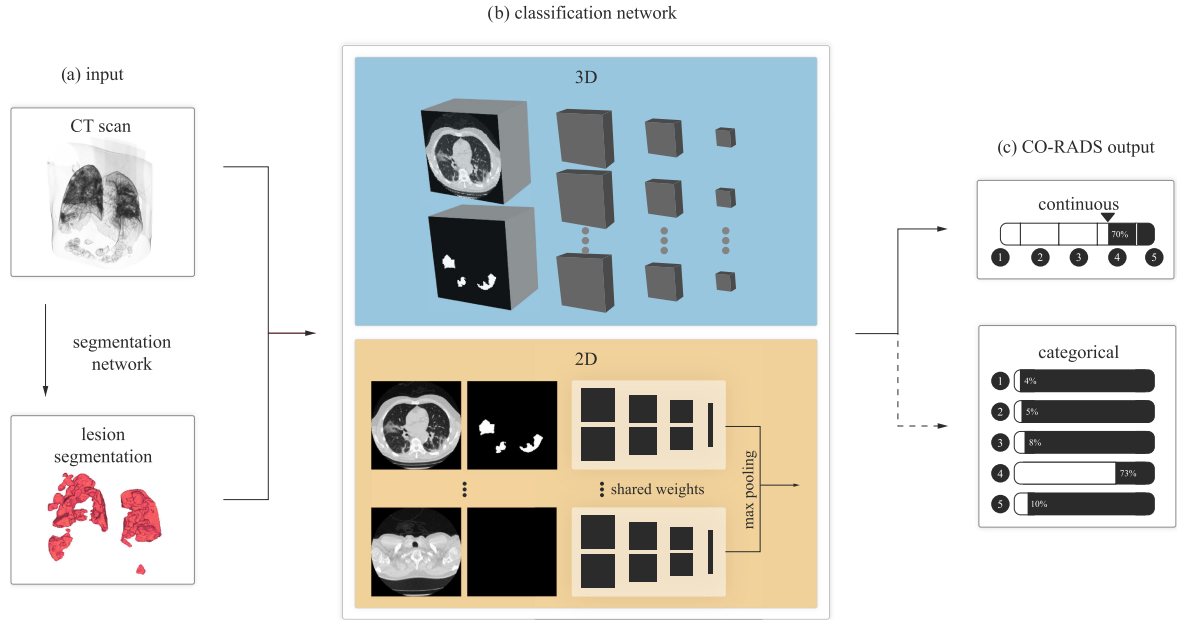 (b) classification network
(a) input
CT scan
segmentation
network
lesion
segmentation
3D
2D
shared weights
max pooling
(c) CO-RADS output
continuous
70%
1 2 3 4 5
categorical
1 4%
2 5%
3 8%
4 73%
5 10%